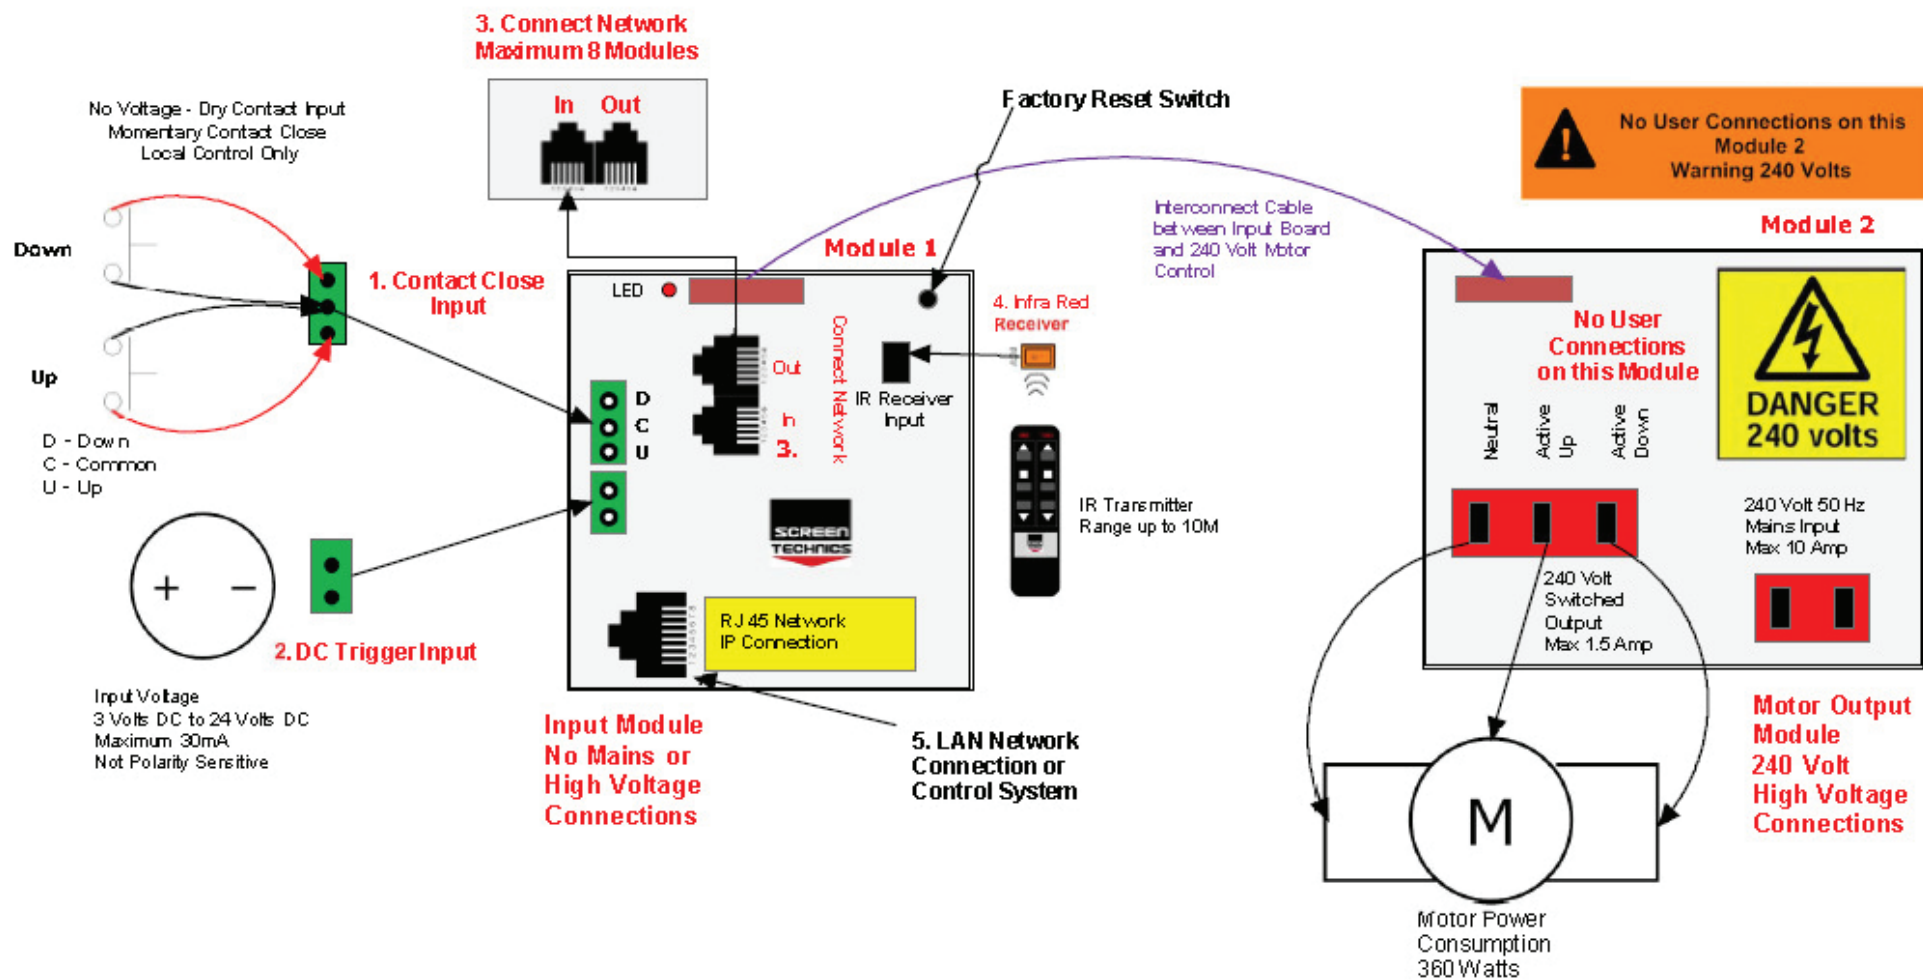 3. Connect Network
Maximum 8 Modules
In Out
No Voltage - Dry Contact Input
Momentary Contact Close
Local Control Only
Factory Reset Switch
No User Connections on this
Module 2
Warning 240 Volts
Down
Up
1. Contact Close
Input
D - Down
C - Common
U - Up
+ -
2. DC Trigger Input
Input Voltage
3 Volts DC to 24 Volts DC
Maximum 30mA
Not Polarity Sensitive
Module 1
LED
Out
In
3.
Connect Network
D
C
U
IR Receiver
Input
4. Infra Red
Receiver
IR Transmitter
Range up to 10M
SCREEN
TECHNICS
12345678
RJ45 Network
IP Connection
Input Module
No Mains or
High Voltage
Connections
5. LAN Network
Connection or
Control System
Interconnect Cable
between Input Board
and 240 Volt Motor
Control
Module 2
No User
Connections
on this Module
DANGER
240 volts
Neutral
Active
Up
Active
Down
240 Volt
Switched
Output
Max 1.5 Amp
240 Volt 50 Hz
Mains Input
Max 10 Amp
Motor Output
Module
240 Volt
High Voltage
Connections
M
Motor Power
Consumption
360 Watts